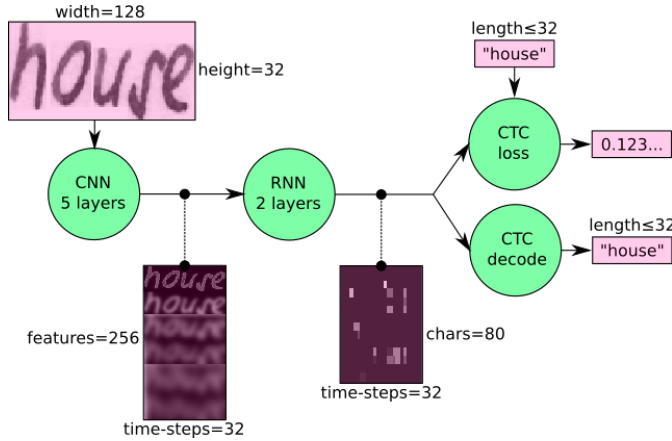 width=128
house
height=32
length≤32
"house"
CTC
loss
0.123...
CNN
5 layers
RNN
2 layers
CTC
decode
length≤32
"house"
house
house
house
features=256
time-steps=32
chars=80
time-steps=32